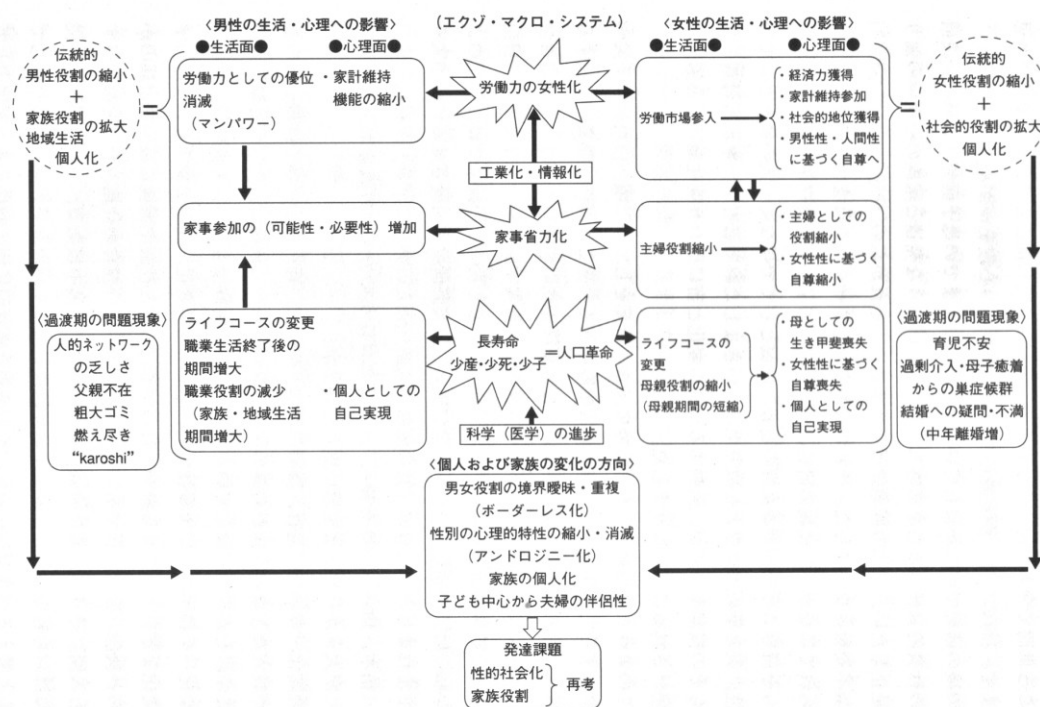 〈男性の生活・心理への影響〉
●生活面●
●心理面●
(エクゾ・マクロ・システム)
〈女性の生活・心理への影響〉
●生活面●
●心理面●
伝統的
男性役割の縮小
+
家族役割
地域生活
の拡大
個人化
=
労働力としての優位
消滅
(マンパワー)
・家計維持
機能の縮小
労働力の女性化
労働市場参入
・経済力獲得
・家計維持参加
・社会的地位獲得
・男性性・人間性
に基づく自尊へ
=
伝統的
女性役割の縮小
+
社会的役割の拡大
個人化
工業化・情報化
家事参加の(可能性・必要性)増加
家事省力化
主婦役割縮小
・主婦としての
役割縮小
・女性性に基づく
自尊縮小
〈過渡期の問題現象〉
人的ネットワーク
の乏しさ
父親不在
粗大ゴミ
燃え尽き
“karoshi”
ライフコースの変更
職業生活終了後の
期間増大
職業役割の減少
(家族・地域生活
期間増大)
・個人としての
自己実現
長寿命
少産・少死・少子
=人口革命
ライフコースの
変更
母親役割の縮小
(母親期間の短縮)
・母としての
生き甲斐喪失
・女性性に基づく
自尊喪失
・個人としての
自己実現
〈過渡期の問題現象〉
育児不安
過剰介入・母子癒着
からの巣症候群
結婚への疑問・不満
(中年離婚増)
科学(医学)の進歩
〈個人および家族の変化の方向〉
男女役割の境界曖昧・重複
(ボーダーレス化)
性別の心理的特性の縮小・消滅
(アンドロジニー化)
家族の個人化
子ども中心から夫婦の伴侶性
発達課題
性的社会化
家族役割
再考